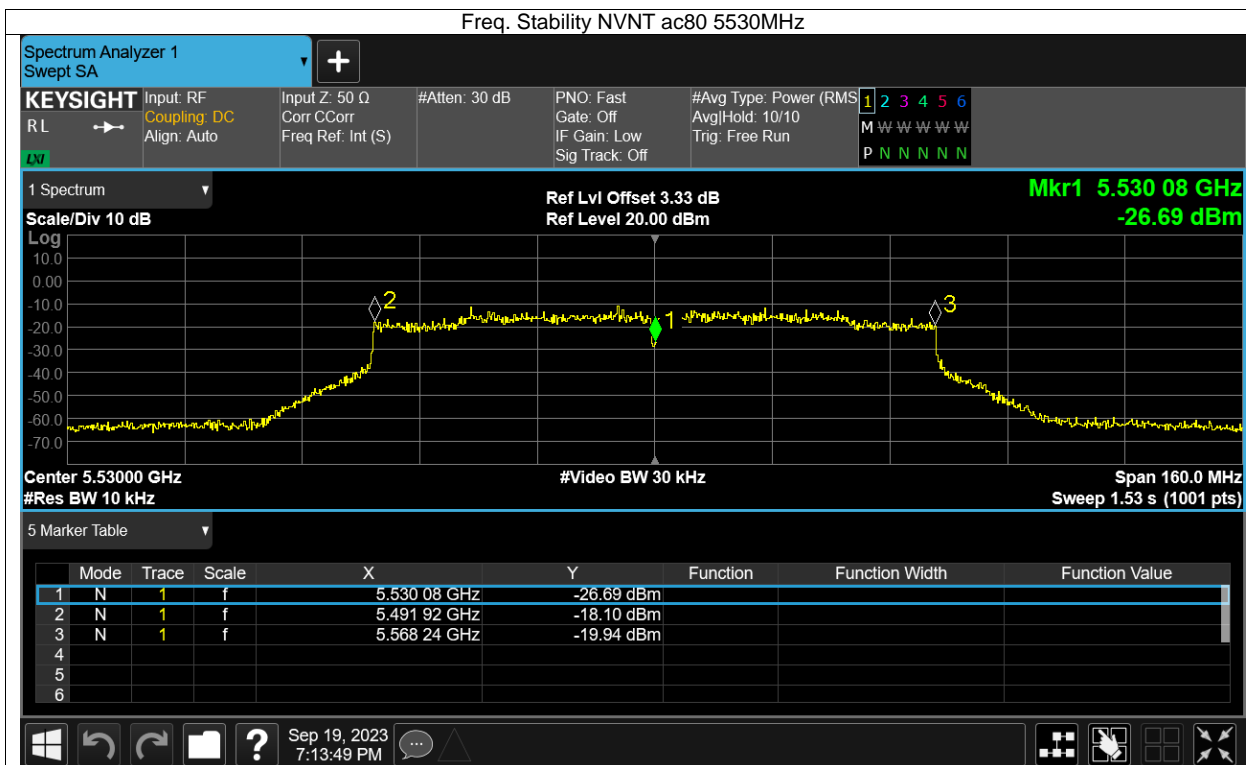 Freq. Stability NVNT ac80 5530MHz
Spectrum Analyzer 1
Swept SA
KEYSIGHT
R L
LXI
Input: RF
Coupling: DC
Align: Auto
Input Z: 50 Ω
Corr CCorr
Freq Ref: Int (S)
#Atten: 30 dB
PNO: Fast
Gate: Off
IF Gain: Low
Sig Track: Off
#Avg Type: Power (RMS
Avg|Hold: 10/10
Trig: Free Run
1 2 3 4 5 6
M W W W W W
P N N N N N
1 Spectrum
Scale/Div 10 dB
Ref Lvl Offset 3.33 dB
Ref Level 20.00 dBm
Mkr1 5.530 08 GHz
-26.69 dBm
Log
10.0
0.00
-10.0
-20.0
-30.0
-40.0
-50.0
-60.0
-70.0
2
1
3
Center 5.53000 GHz
#Video BW 30 kHz
Span 160.0 MHz
#Res BW 10 kHz
Sweep 1.53 s (1001 pts)
5 Marker Table
Mode Trace Scale X Y Function Function Width Function Value
1 N 1 f 5.530 08 GHz -26.69 dBm
2 N 1 f 5.491 92 GHz -18.10 dBm
3 N 1 f 5.568 24 GHz -19.94 dBm
4
5
6
?
Sep 19, 2023
7:13:49 PM